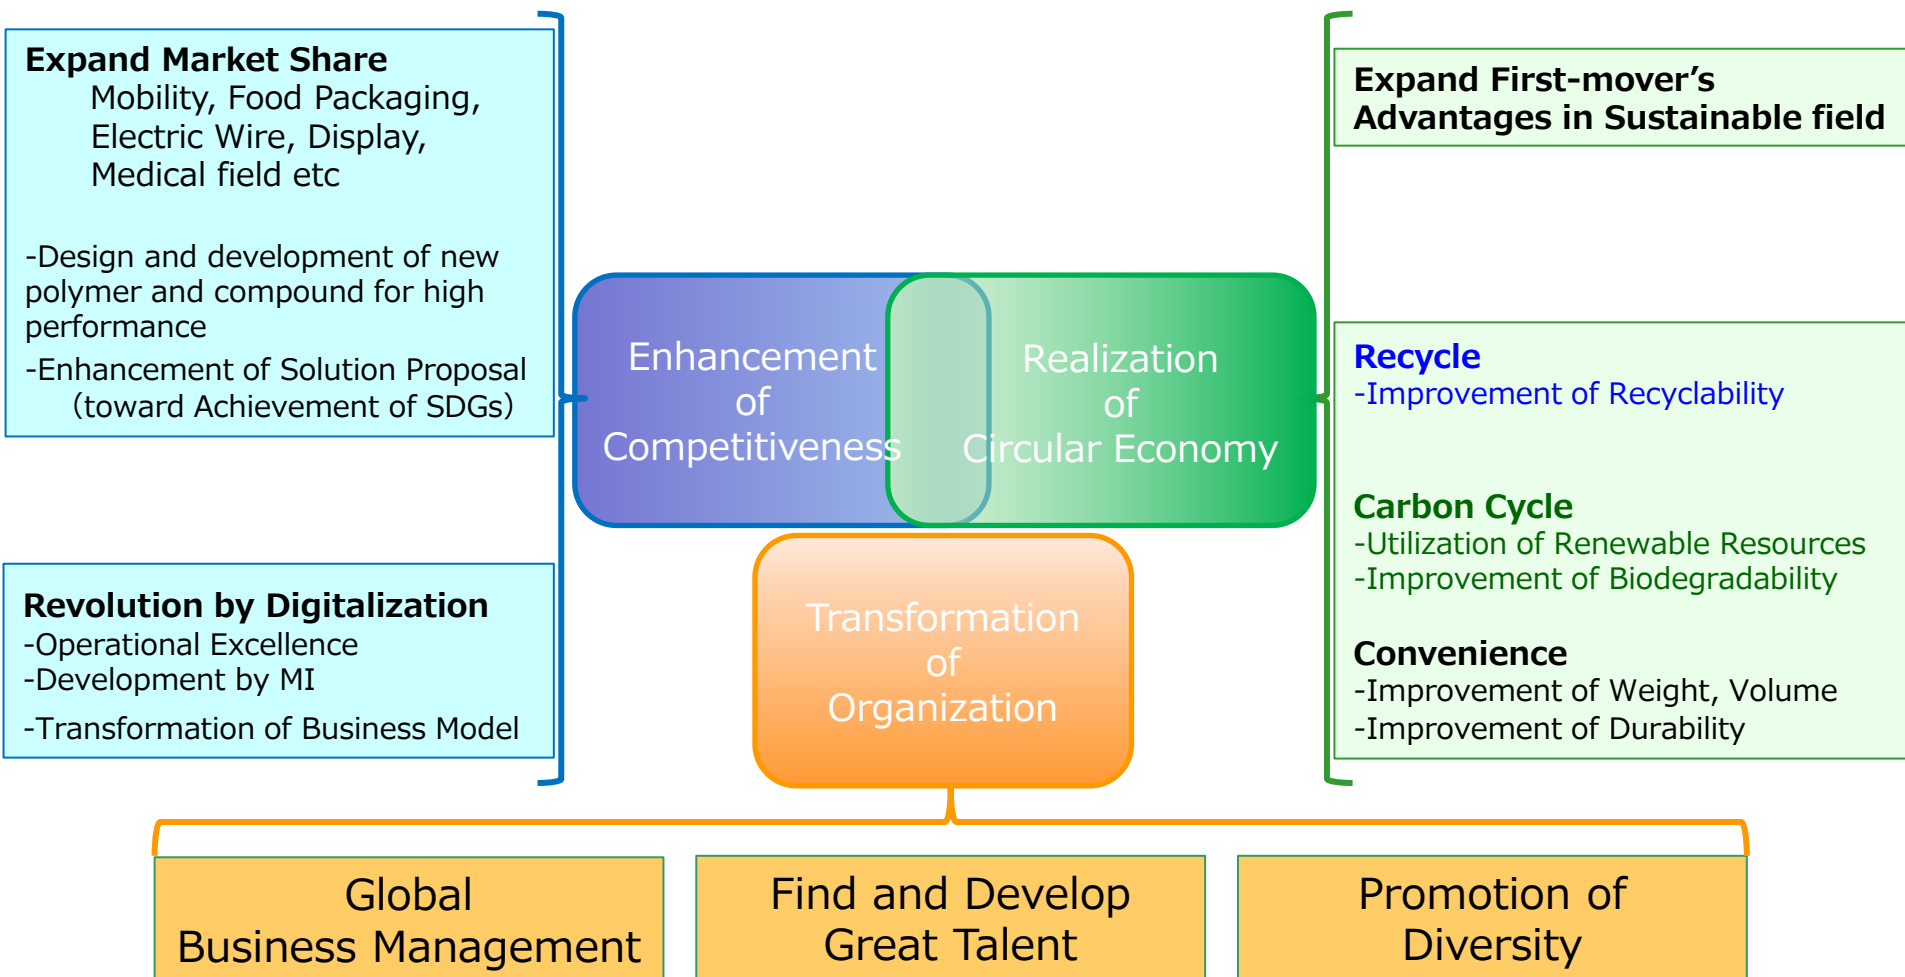 Expand Market Share
Mobility, Food Packaging,
Electric Wire, Display,
Medical field etc
-Design and development of new
polymer and compound for high
performance
-Enhancement of Solution Proposal
（toward Achievement of SDGs）
Revolution by Digitalization
-Operational Excellence
-Development by MI
-Transformation of Business Model
Enhancement
of
Competitiveness
Realization
of
Circular Economy
Transformation
of
Organization
Expand First-mover’s
Advantages in Sustainable field
Recycle
-Improvement of Recyclability
Carbon Cycle
-Utilization of Renewable Resources
-Improvement of Biodegradability
Convenience
-Improvement of Weight, Volume
-Improvement of Durability
Global
Business Management
Find and Develop
Great Talent
Promotion of
Diversity